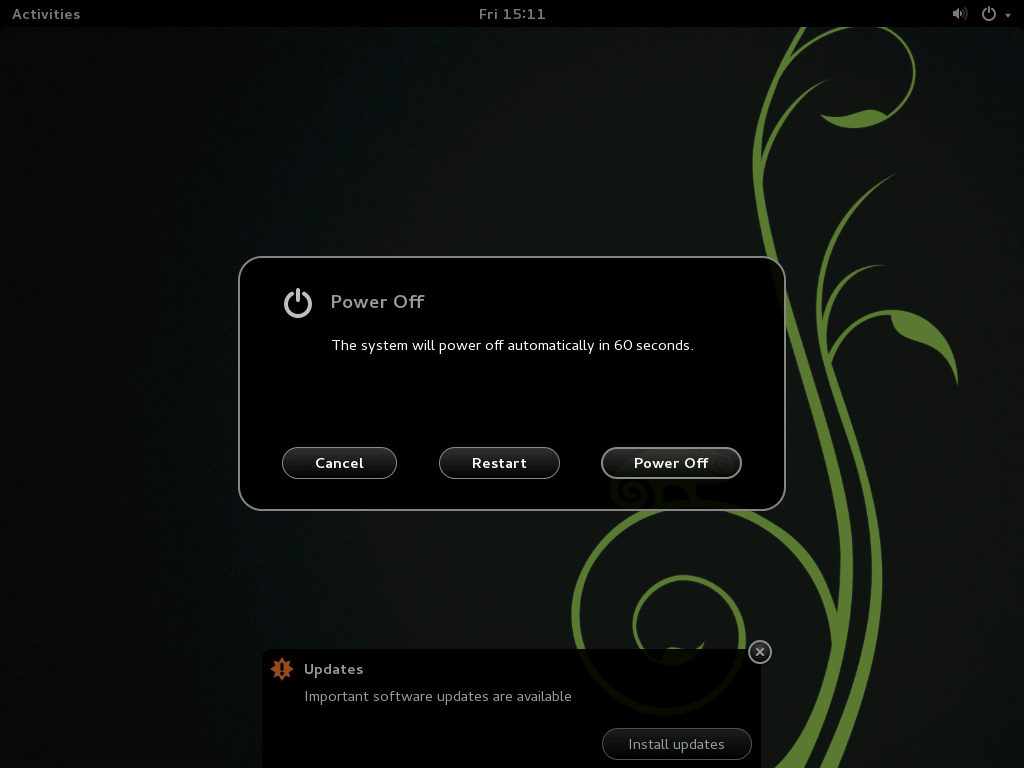 Activities
Fri 15:11
Power Off
The system will power off automatically in 60 seconds.
Cancel
Restart
Power Off
Updates
Important software updates are available
Install updates